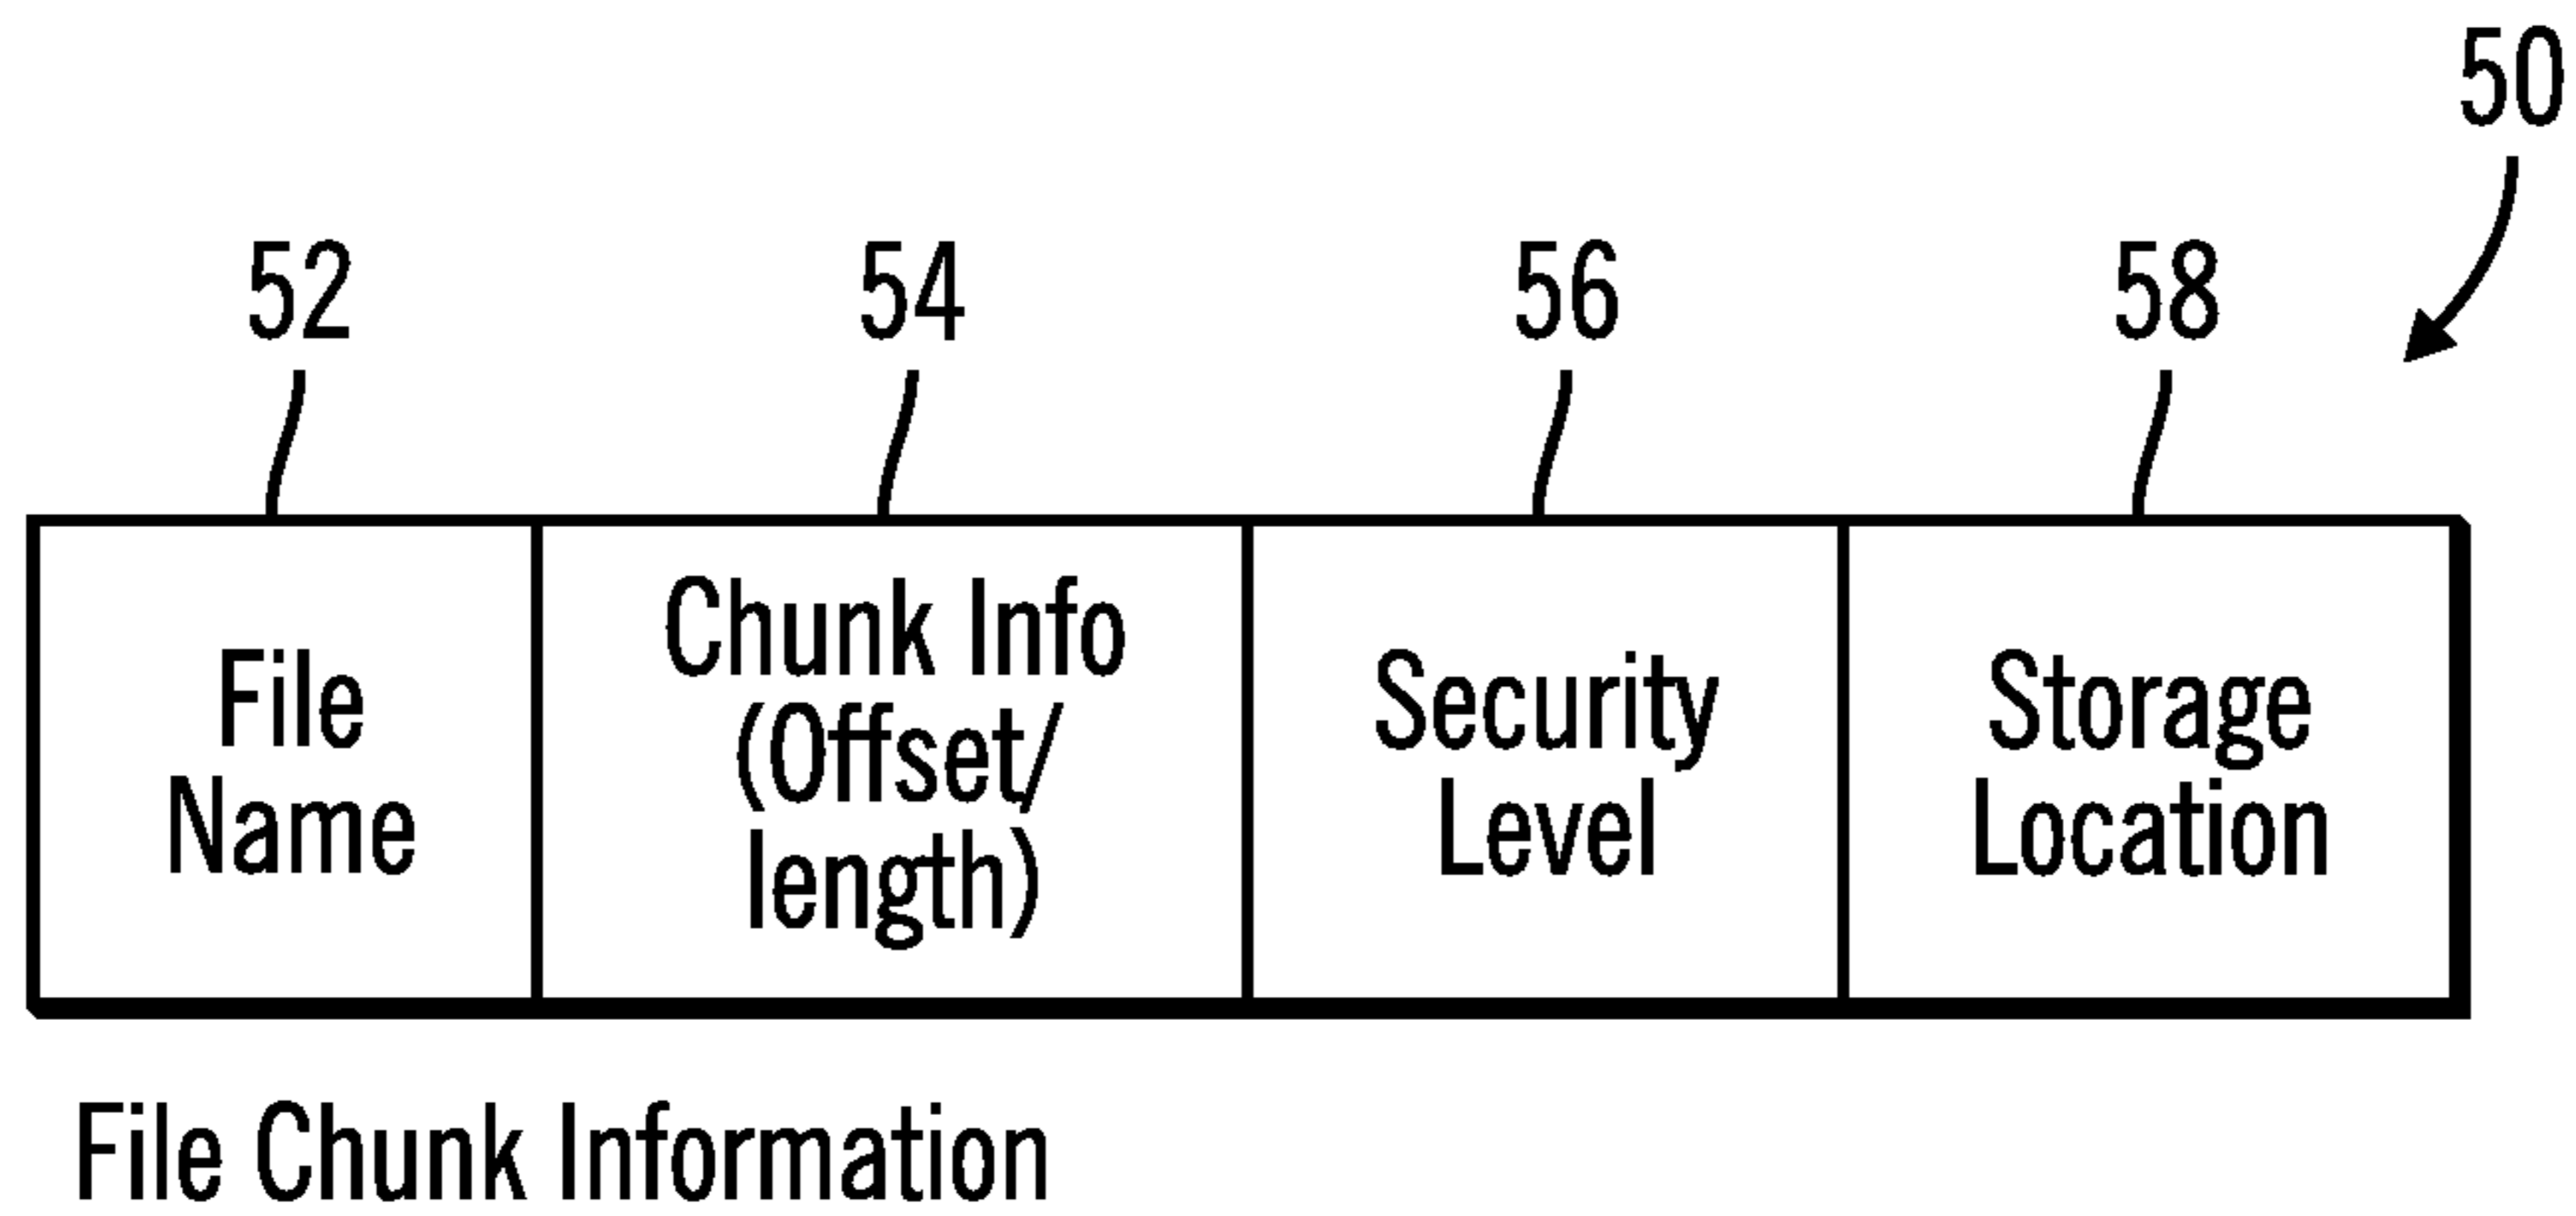 50
52
54
56
58
File
Name
Chunk Info
(Offset/
length)
Security
Level
Storage
Location
File Chunk Information